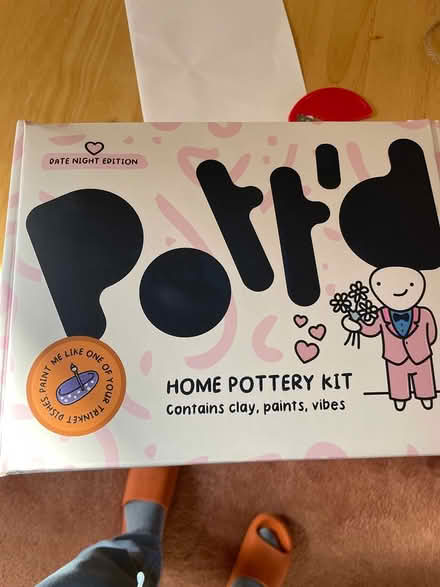 DATE NIGHT EDITION
Pott'd
PAINT ME LIKE ONE OF YOUR TRINKET DISHES
HOME POTTERY KIT
Contains clay, paints, vibes